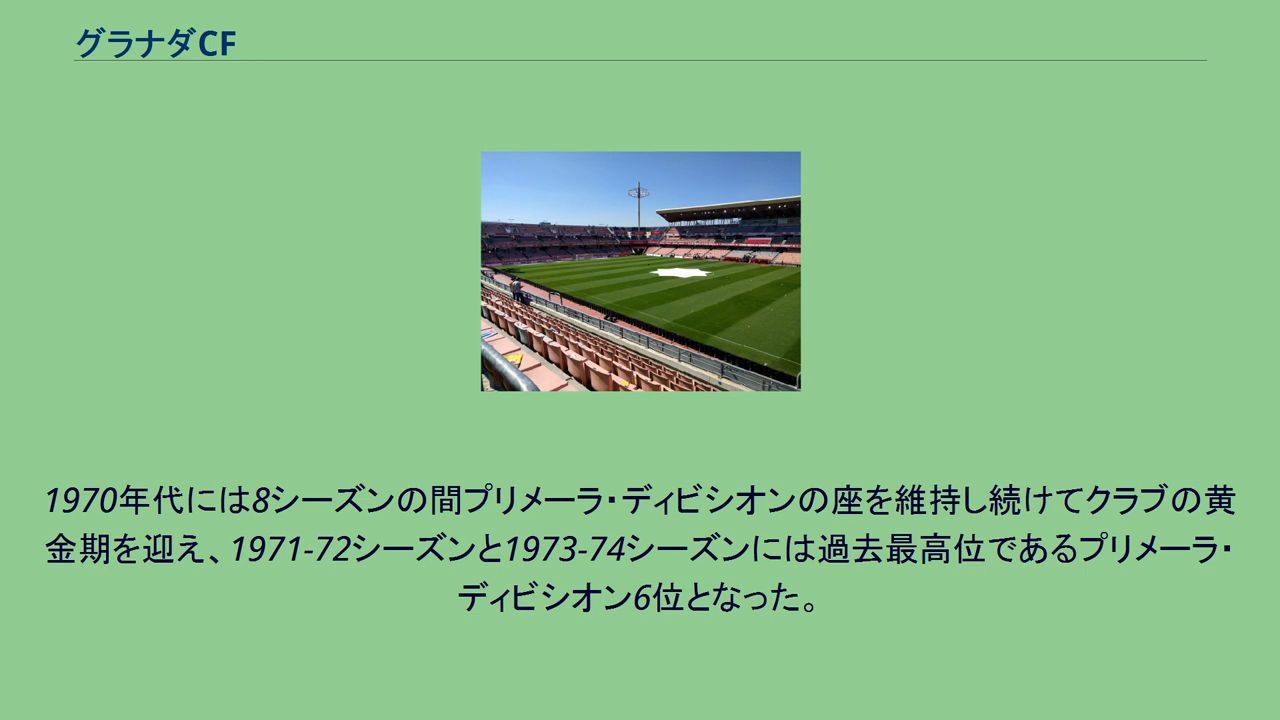 グラナダCF
1970年代には8シーズンの間プリメーラ・ディビシオンの座を維持し続けてクラブの黄
金期を迎え、1971-72シーズンと1973-74シーズンには過去最高位であるプリメーラ・
ディビシオン6位となった。